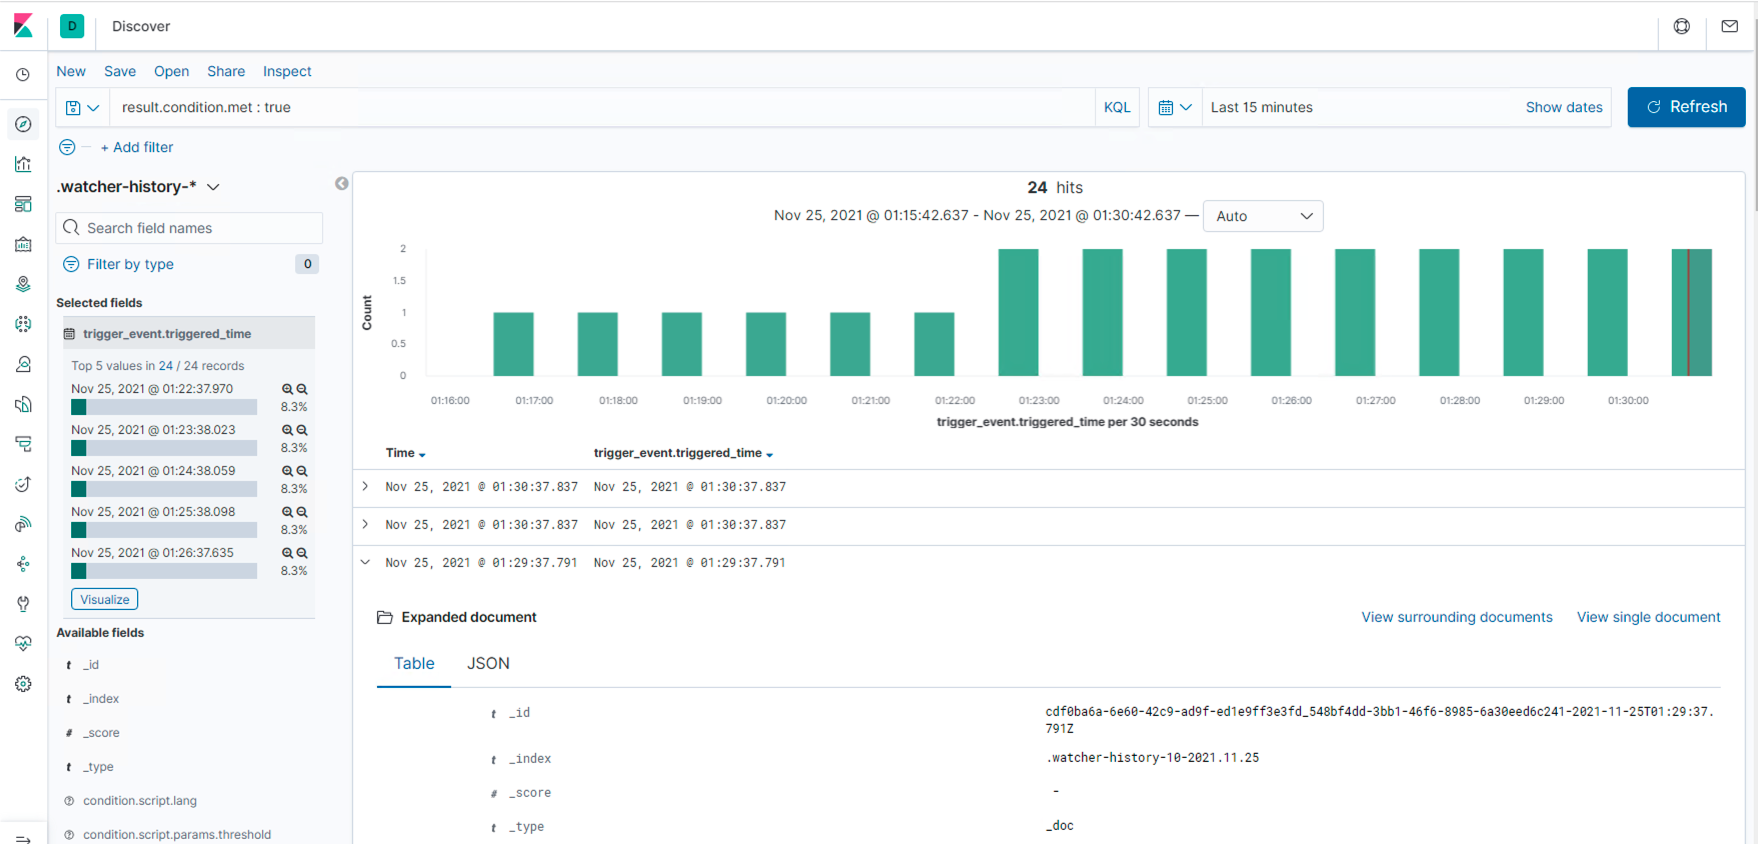 D Discover
New Save Open Share Inspect
result.condition.met : true KQL Last 15 minutes Show dates Refresh
+ Add filter
.watcher-history-*
Search field names
Filter by type 0
Selected fields
trigger_event.triggered_time
Top 5 values in 24 / 24 records
Nov 25, 2021 @ 01:22:37.970
8.3%
Nov 25, 2021 @ 01:23:38.023
8.3%
Nov 25, 2021 @ 01:24:38.059
8.3%
Nov 25, 2021 @ 01:25:38.098
8.3%
Nov 25, 2021 @ 01:26:37.635
8.3%
Visualize
Available fields
t _id
t _index
# _score
t _type
condition.script.lang
condition.script.params.threshold
24 hits
Nov 25, 2021 @ 01:15:42.637 - Nov 25, 2021 @ 01:30:42.637 — Auto
Count
2
1.5
1
0.5
0
01:16:00 01:17:00 01:18:00 01:19:00 01:20:00 01:21:00 01:22:00 01:23:00 01:24:00 01:25:00 01:26:00 01:27:00 01:28:00 01:29:00 01:30:00
trigger_event.triggered_time per 30 seconds
Time trigger_event.triggered_time
Nov 25, 2021 @ 01:30:37.837 Nov 25, 2021 @ 01:30:37.837
Nov 25, 2021 @ 01:30:37.837 Nov 25, 2021 @ 01:30:37.837
Nov 25, 2021 @ 01:29:37.791 Nov 25, 2021 @ 01:29:37.791
Expanded document View surrounding documents View single document
Table JSON
t _id cdf0ba6a-6e60-42c9-ad9f-ed1e9ff3e3fd_548bf4dd-3bb1-46f6-8985-6a30eed6c241-2021-11-25T01:29:37.
791Z
t _index .watcher-history-10-2021.11.25
# _score -
t _type _doc